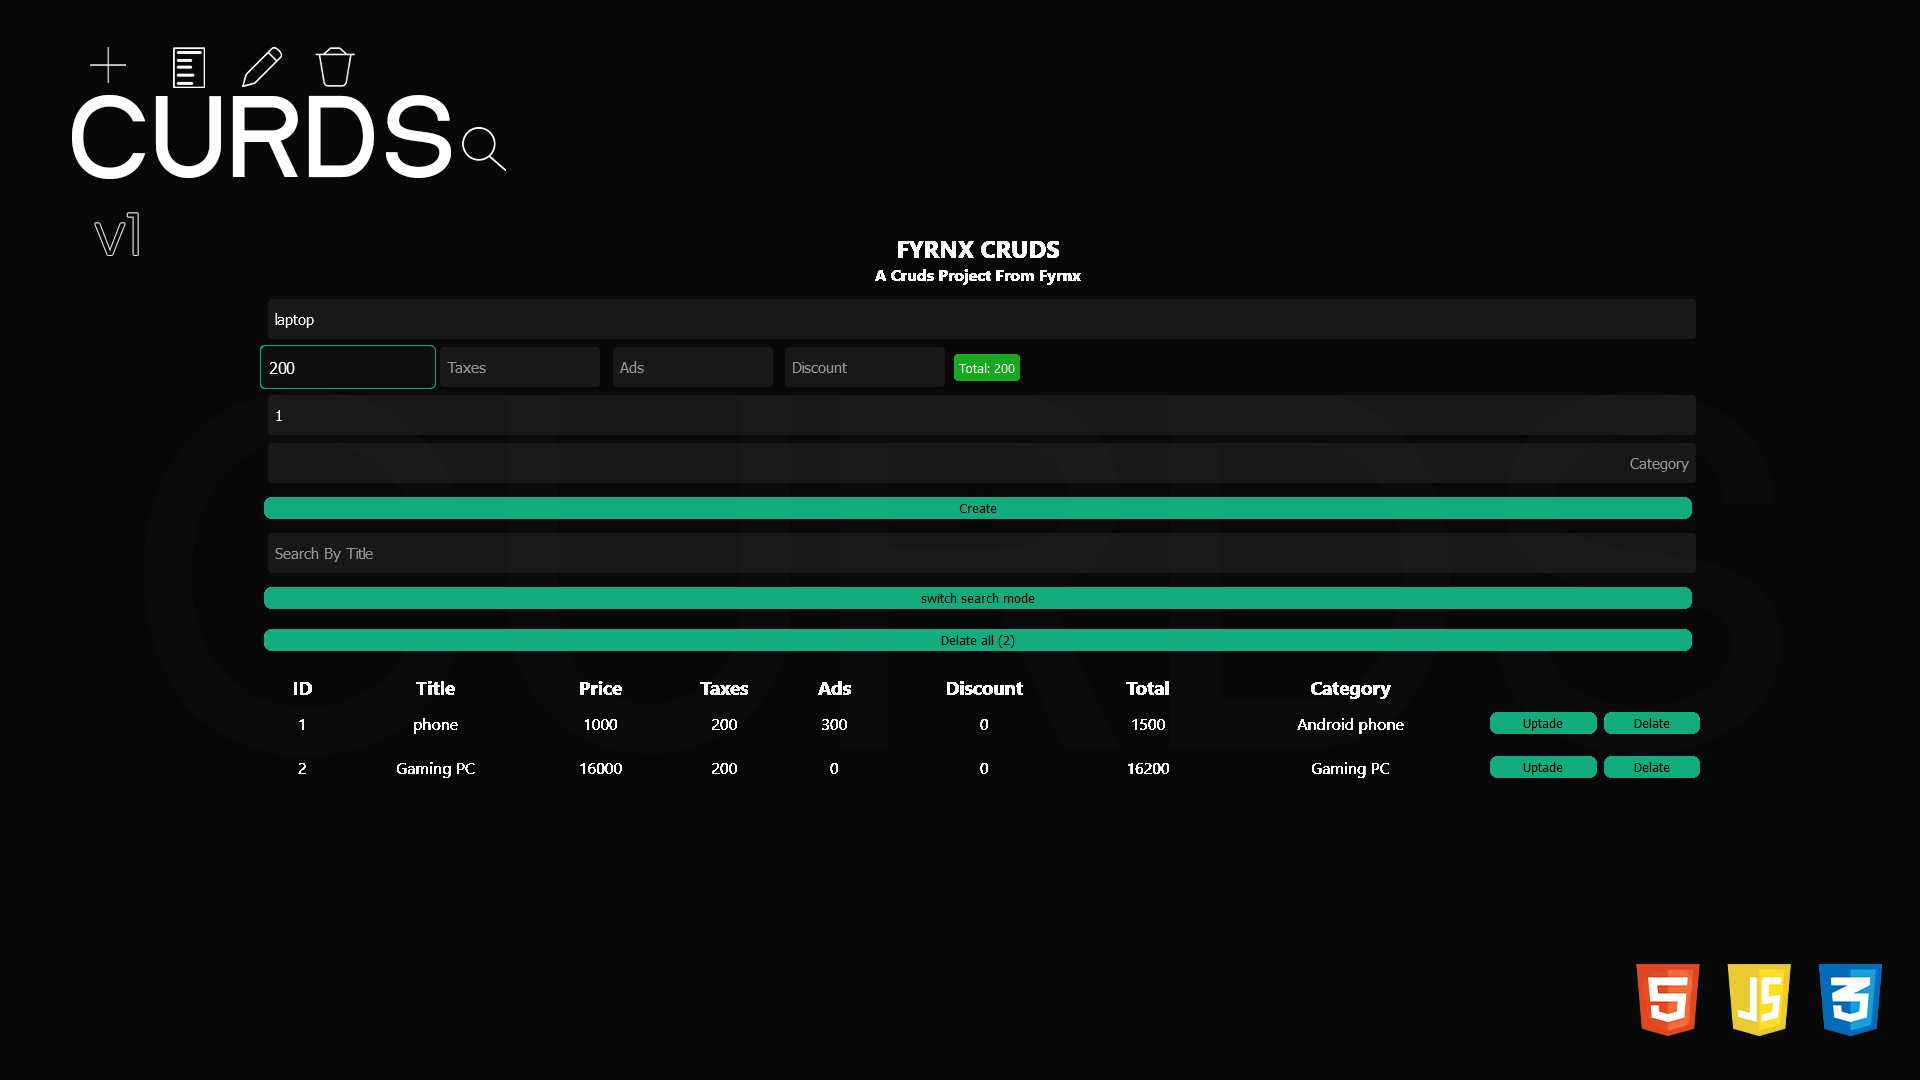 CURDS
v1
FYRNX CRUDS
A Cruds Project From Fyrnx
laptop
200 Taxes Ads Discount Total: 200
1
Category
Create
Search By Title
switch search mode
Delate all (2)
ID Title Price Taxes Ads Discount Total Category
1 phone 1000 200 300 0 1500 Android phone Uptade Delate
2 Gaming PC 16000 200 0 0 16200 Gaming PC Uptade Delate
CURDS
5 JS 3